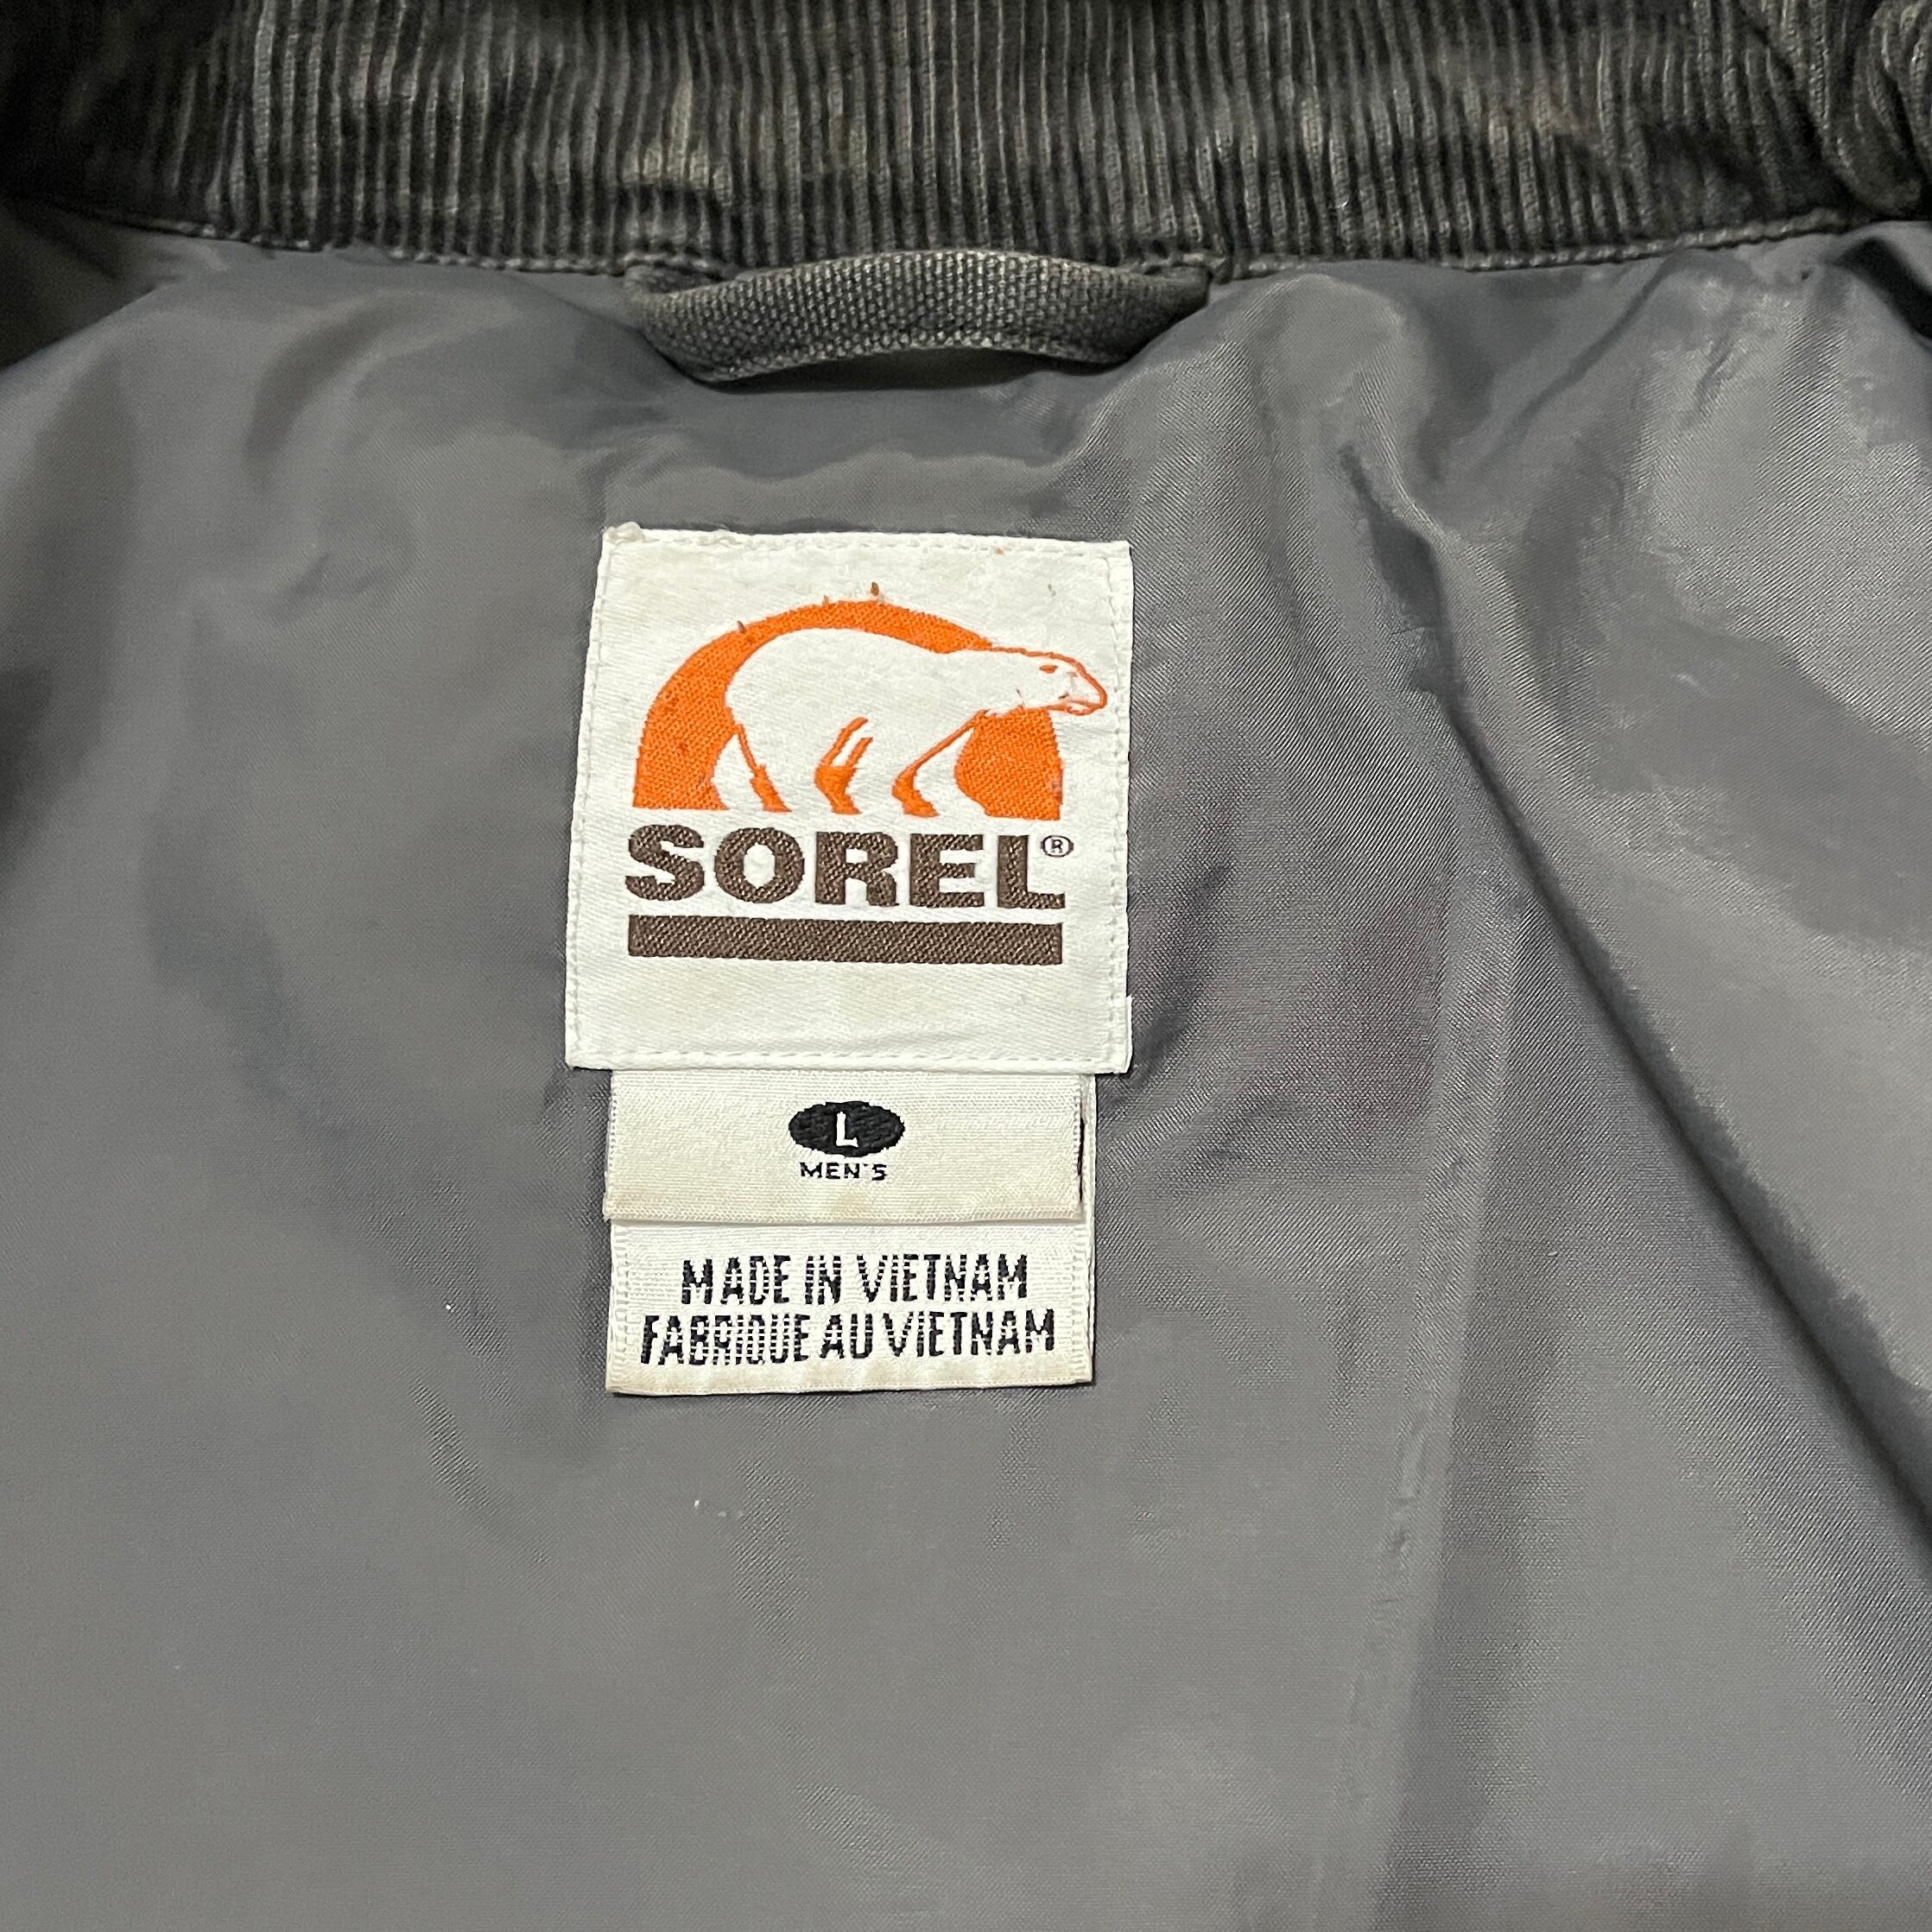 SOREL®
L
MEN'S
MADE IN VIETNAM
FABRIQUE AU VIETNAM